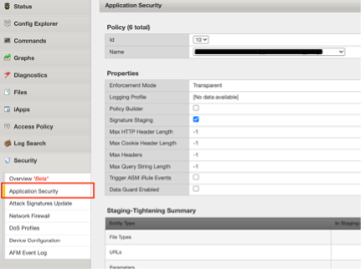 Status
Config Explorer
Commands
Graphs
Diagnostics
Files
iApps
Access Policy
Log Search
Security
Overview 'Beta'
Application Security
Attack Signatures Update
Network Firewall
DoS Profiles
Device Configuration
AFM Event Log
Application Security
Policy (6 total)
Id 10
Name
Properties
Enforcement Mode Transparent
Logging Profile [No data available]
Policy Builder
Signature Staging
Max HTTP Header Length -1
Max Cookie Header Length -1
Max Headers -1
Max Query String Length -1
Trigger ASM iRule Events
Data Guard Enabled
Staging-Tightening Summary
Entity Type In Staging-
File Types
URLs
Parameters